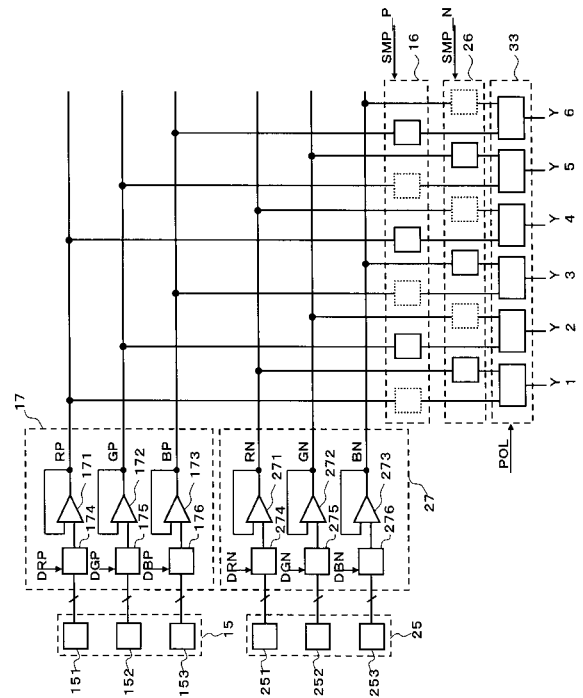 SMP_P
16
SMP_N
26
33
Y 6
Y 5
Y 4
Y 3
Y 2
Y 1
POL
17
RP
171
GP
172
BP
173
RN
271
GN
272
BN
273
27
DRP
174
DGP
175
DBP
176
DRN
274
DGN
275
DBN
276
15
25
151
152
153
251
252
253